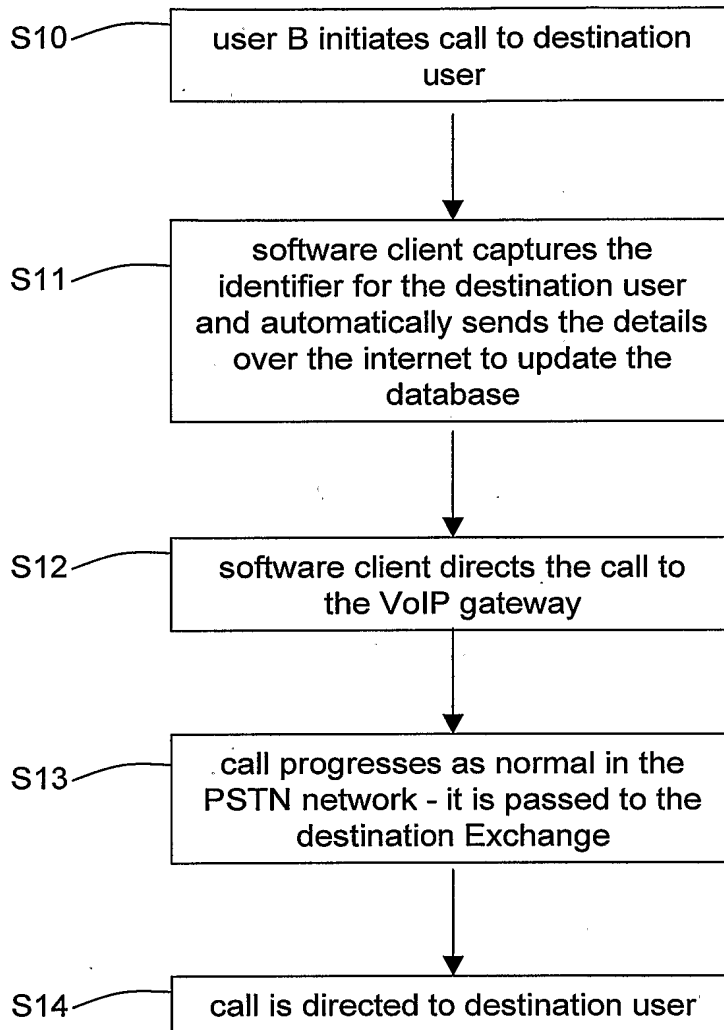 S10
user B initiates call to destination
user
S11
software client captures the
identifier for the destination user
and automatically sends the details
over the internet to update the
database
S12
software client directs the call to
the VoIP gateway
S13
call progresses as normal in the
PSTN network - it is passed to the
destination Exchange
S14
call is directed to destination user